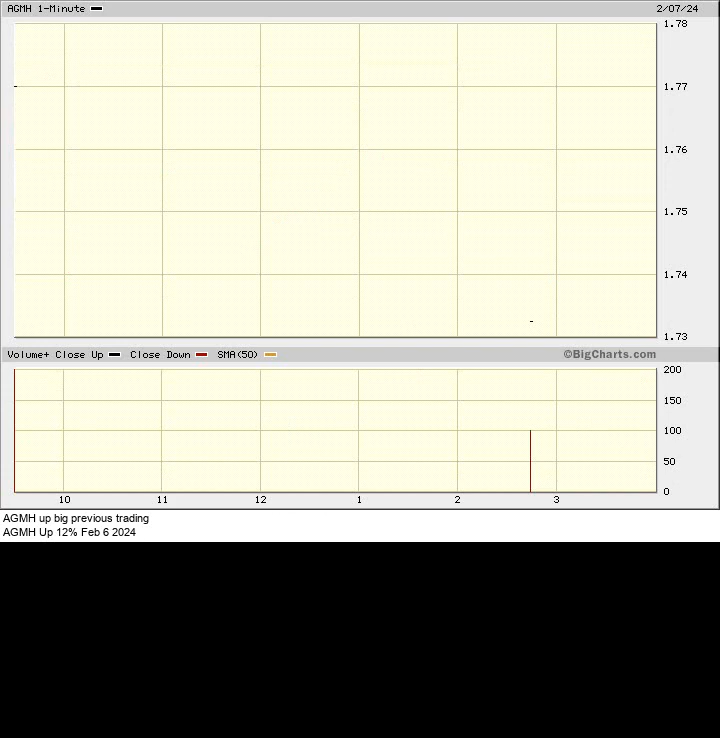 AGMH 1-Minute 2/07/24
1.78
1.77
1.76
1.75
1.74
1.73
Volume+ Close Up Close Down SMA(50) ©BigCharts.com
200
150
100
50
0
10 11 12 1 2 3
AGMH up big previous trading
AGMH Up 12% Feb 6 2024